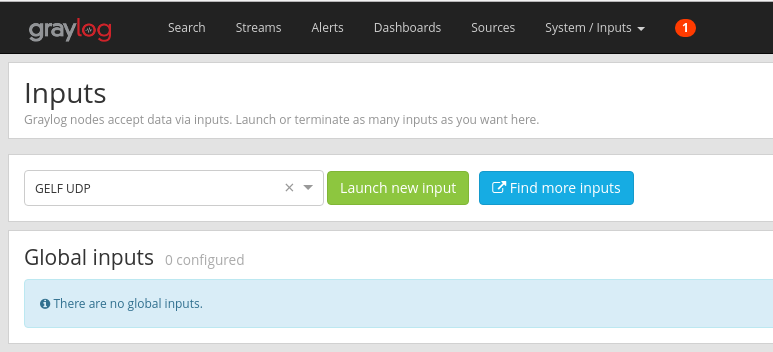 graylog Search Streams Alerts Dashboards Sources System / Inputs 1
Inputs
Graylog nodes accept data via inputs. Launch or terminate as many inputs as you want here.
GELF UDP × Launch new input Find more inputs
Global inputs 0 configured
There are no global inputs.